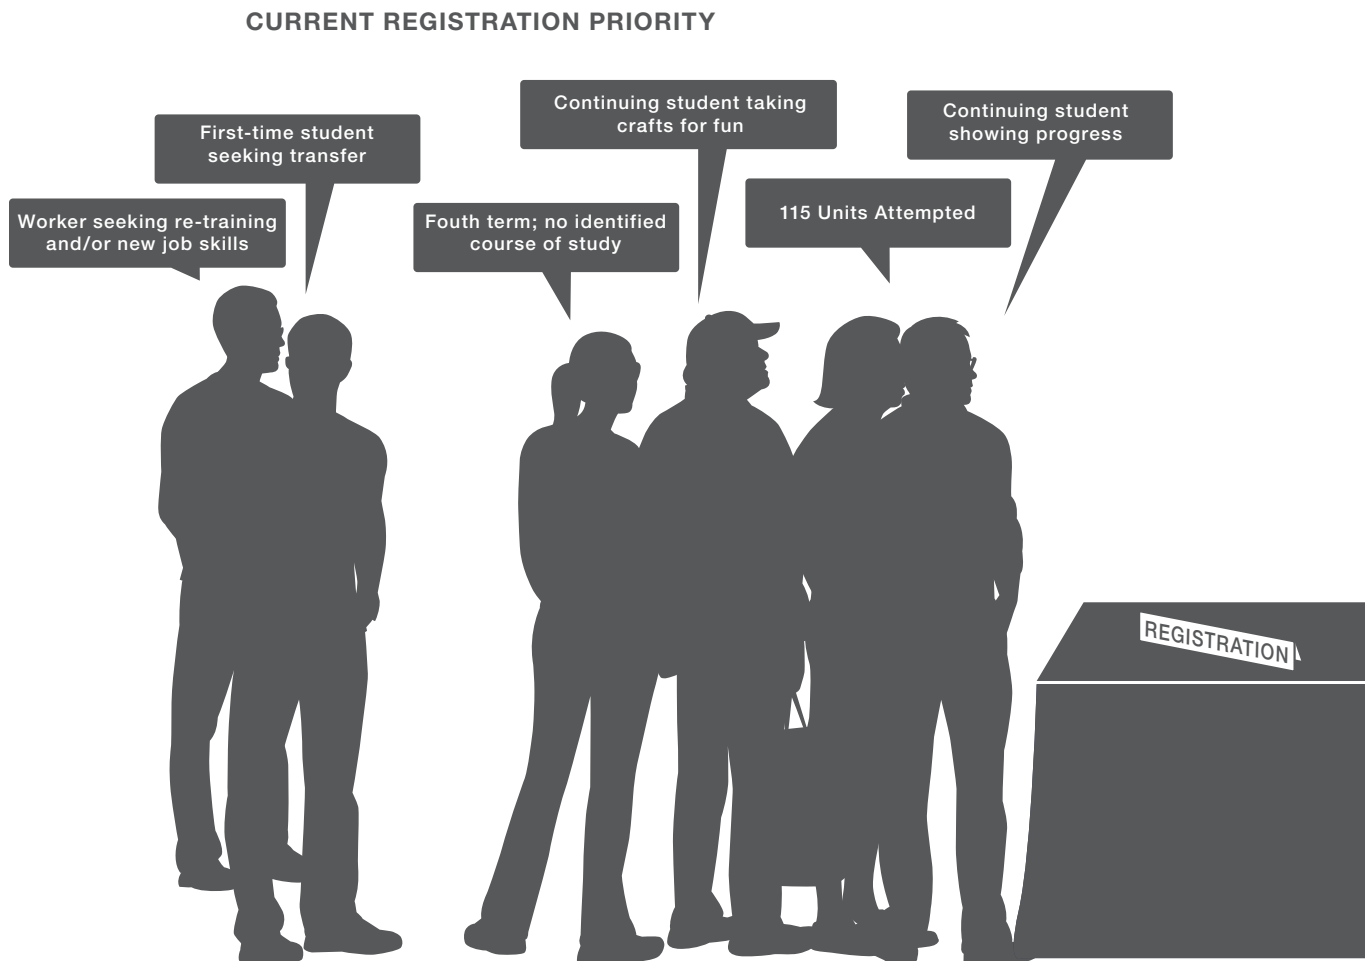 CURRENT REGISTRATION PRIORITY
Worker seeking re-training
and/or new job skills
First-time student
seeking transfer
Fouth term; no identified
course of study
Continuing student taking
crafts for fun
115 Units Attempted
Continuing student
showing progress
REGISTRATION